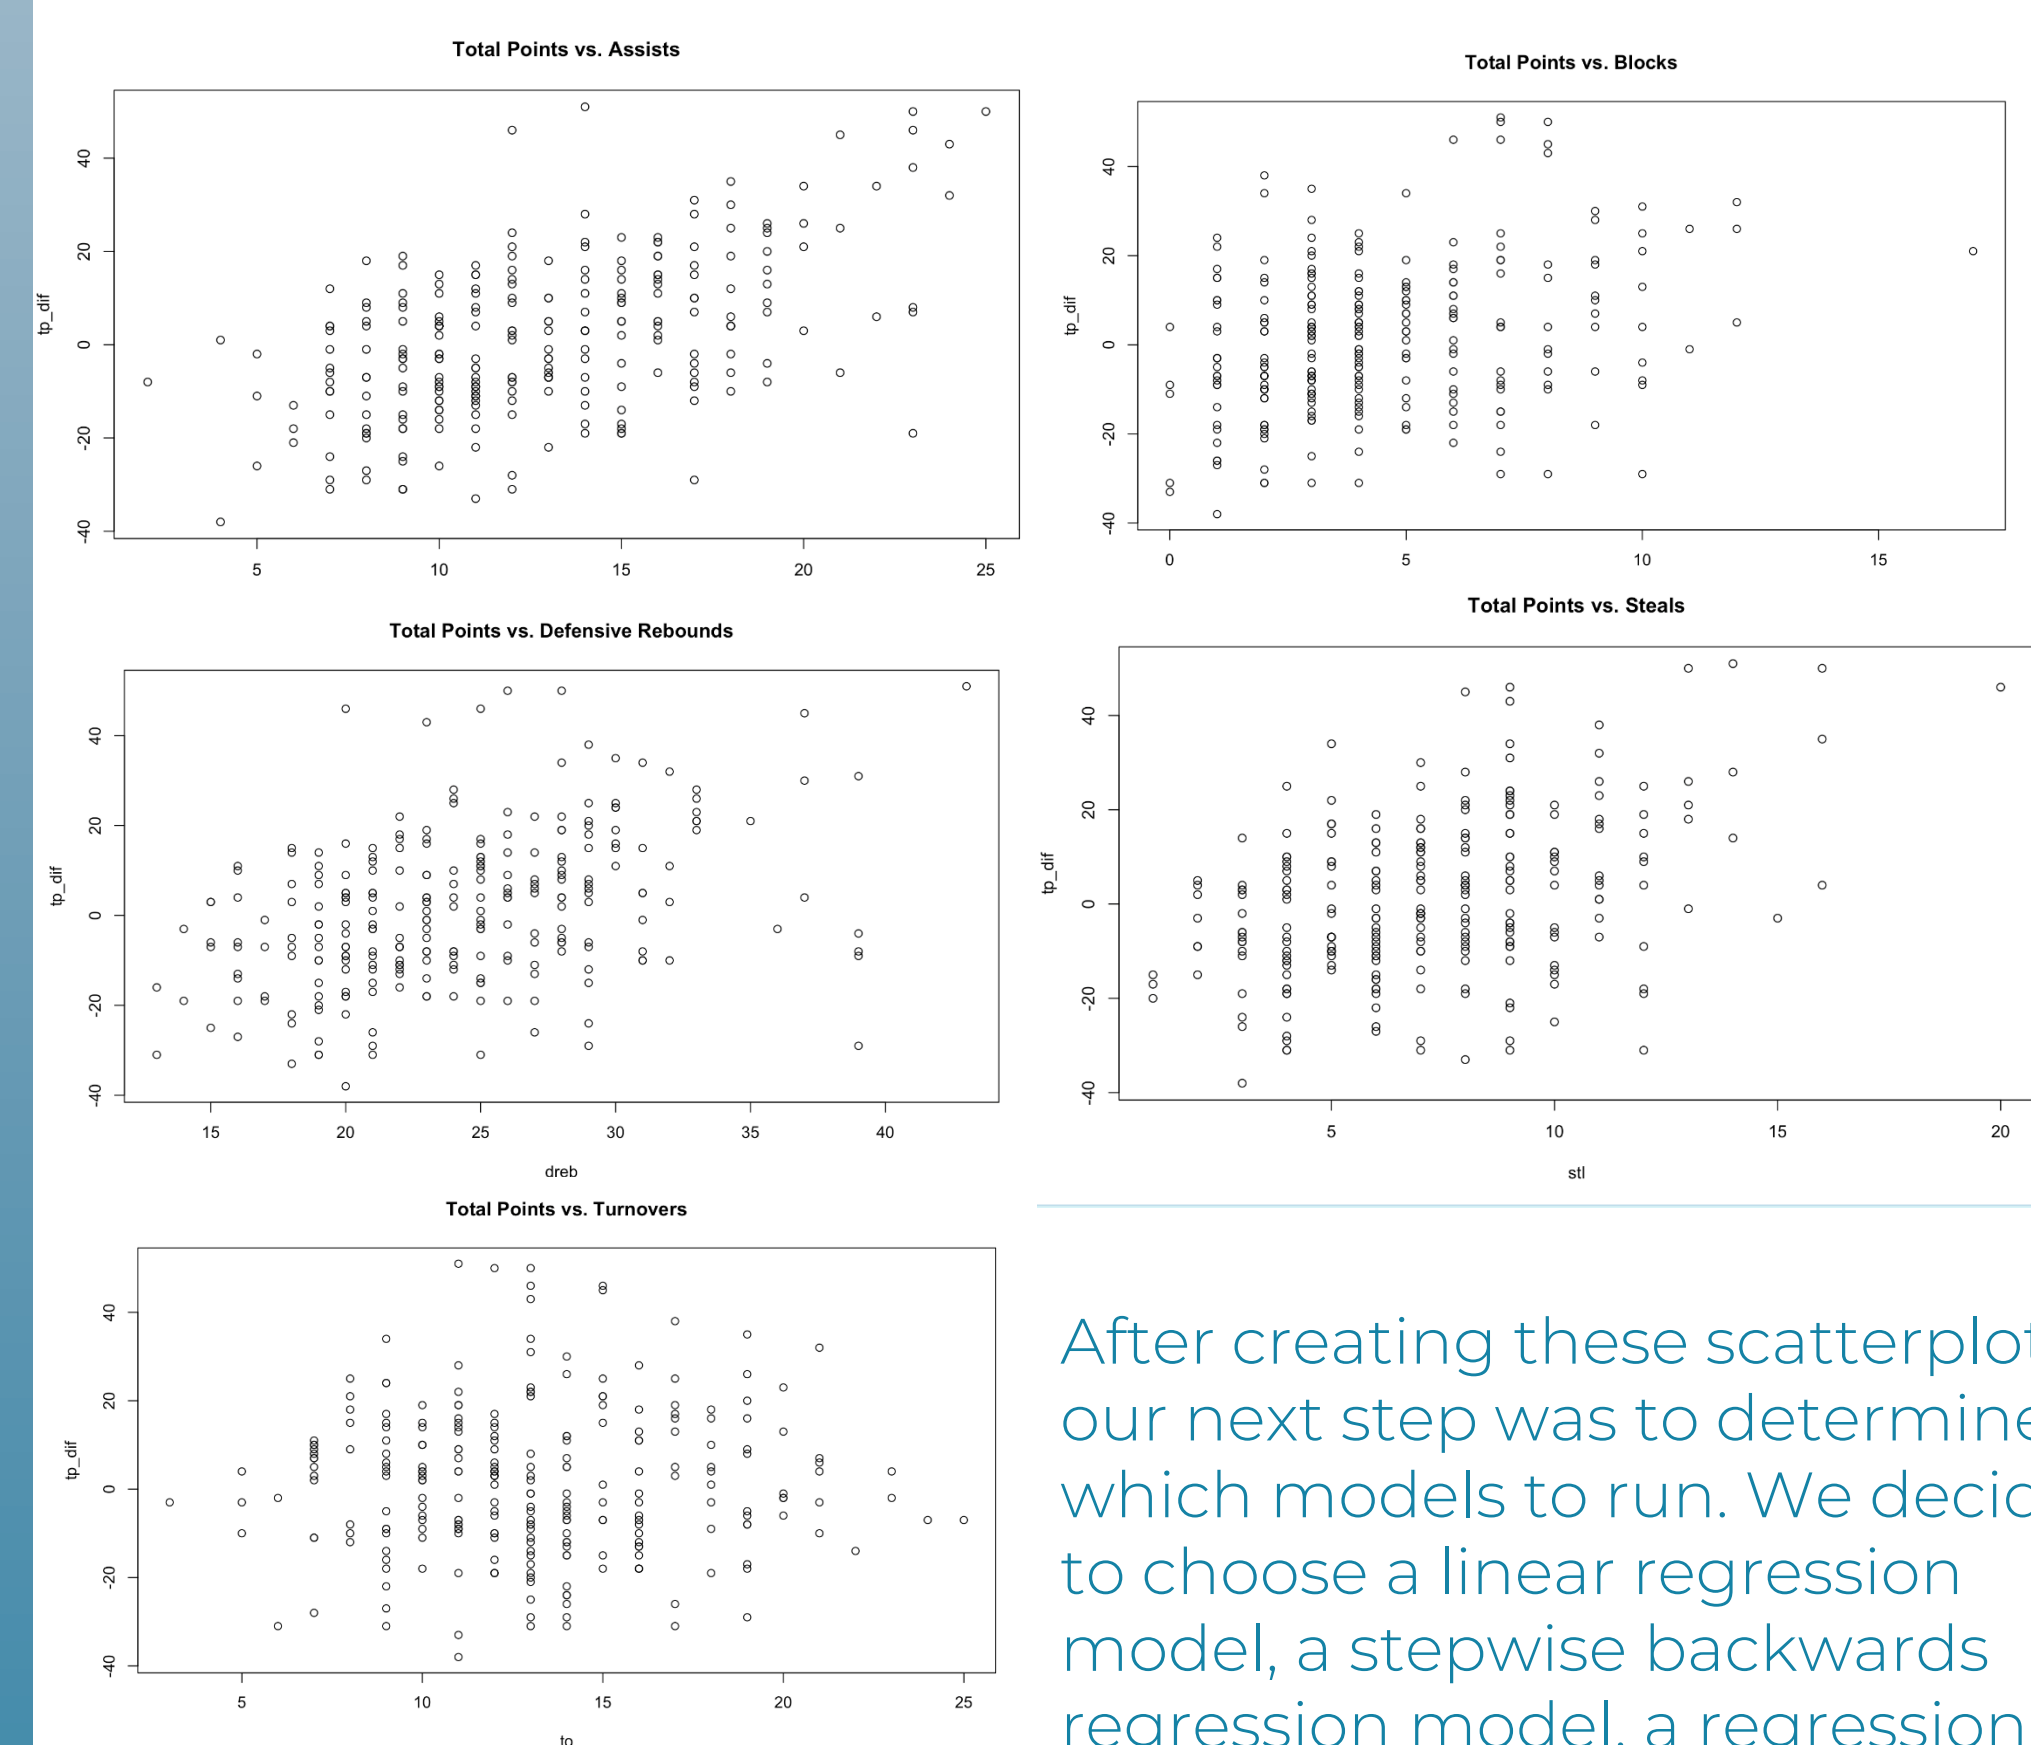 Total Points vs. Assists
tp_dif
40
20
0
-20
-40
5 10 15 20 25
Total Points vs. Blocks
tp_dif
40
20
0
-20
-40
0 5 10 15
Total Points vs. Defensive Rebounds
tp_dif
40
20
0
-20
-40
15 20 25 30 35 40
dreb
Total Points vs. Steals
tp_dif
40
20
0
-20
-40
5 10 15 20
stl
Total Points vs. Turnovers
tp_dif
40
20
0
-20
-40
5 10 15 20 25
to
After creating these scatterplot
our next step was to determine
which models to run. We decid
to choose a linear regression
model, a stepwise backwards
regression model, a regression